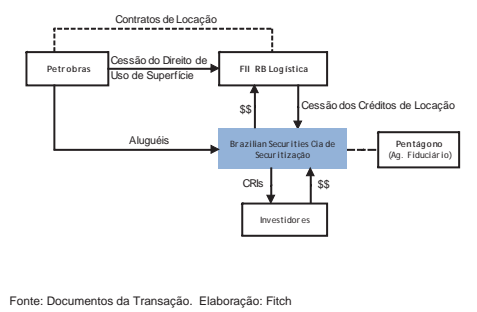 Contratos de Locação
Petrobras
Cessão do Direito de
Uso de Superfície
FII RB Logística
$$
Cessão dos Créditos de Locação
Aluguéis
Brazilian Securities Cia de
Securitização
Pentágono
(Ag. Fiduciário)
CRIs
$$
Investidores
Fonte: Documentos da Transação. Elaboração: Fitch